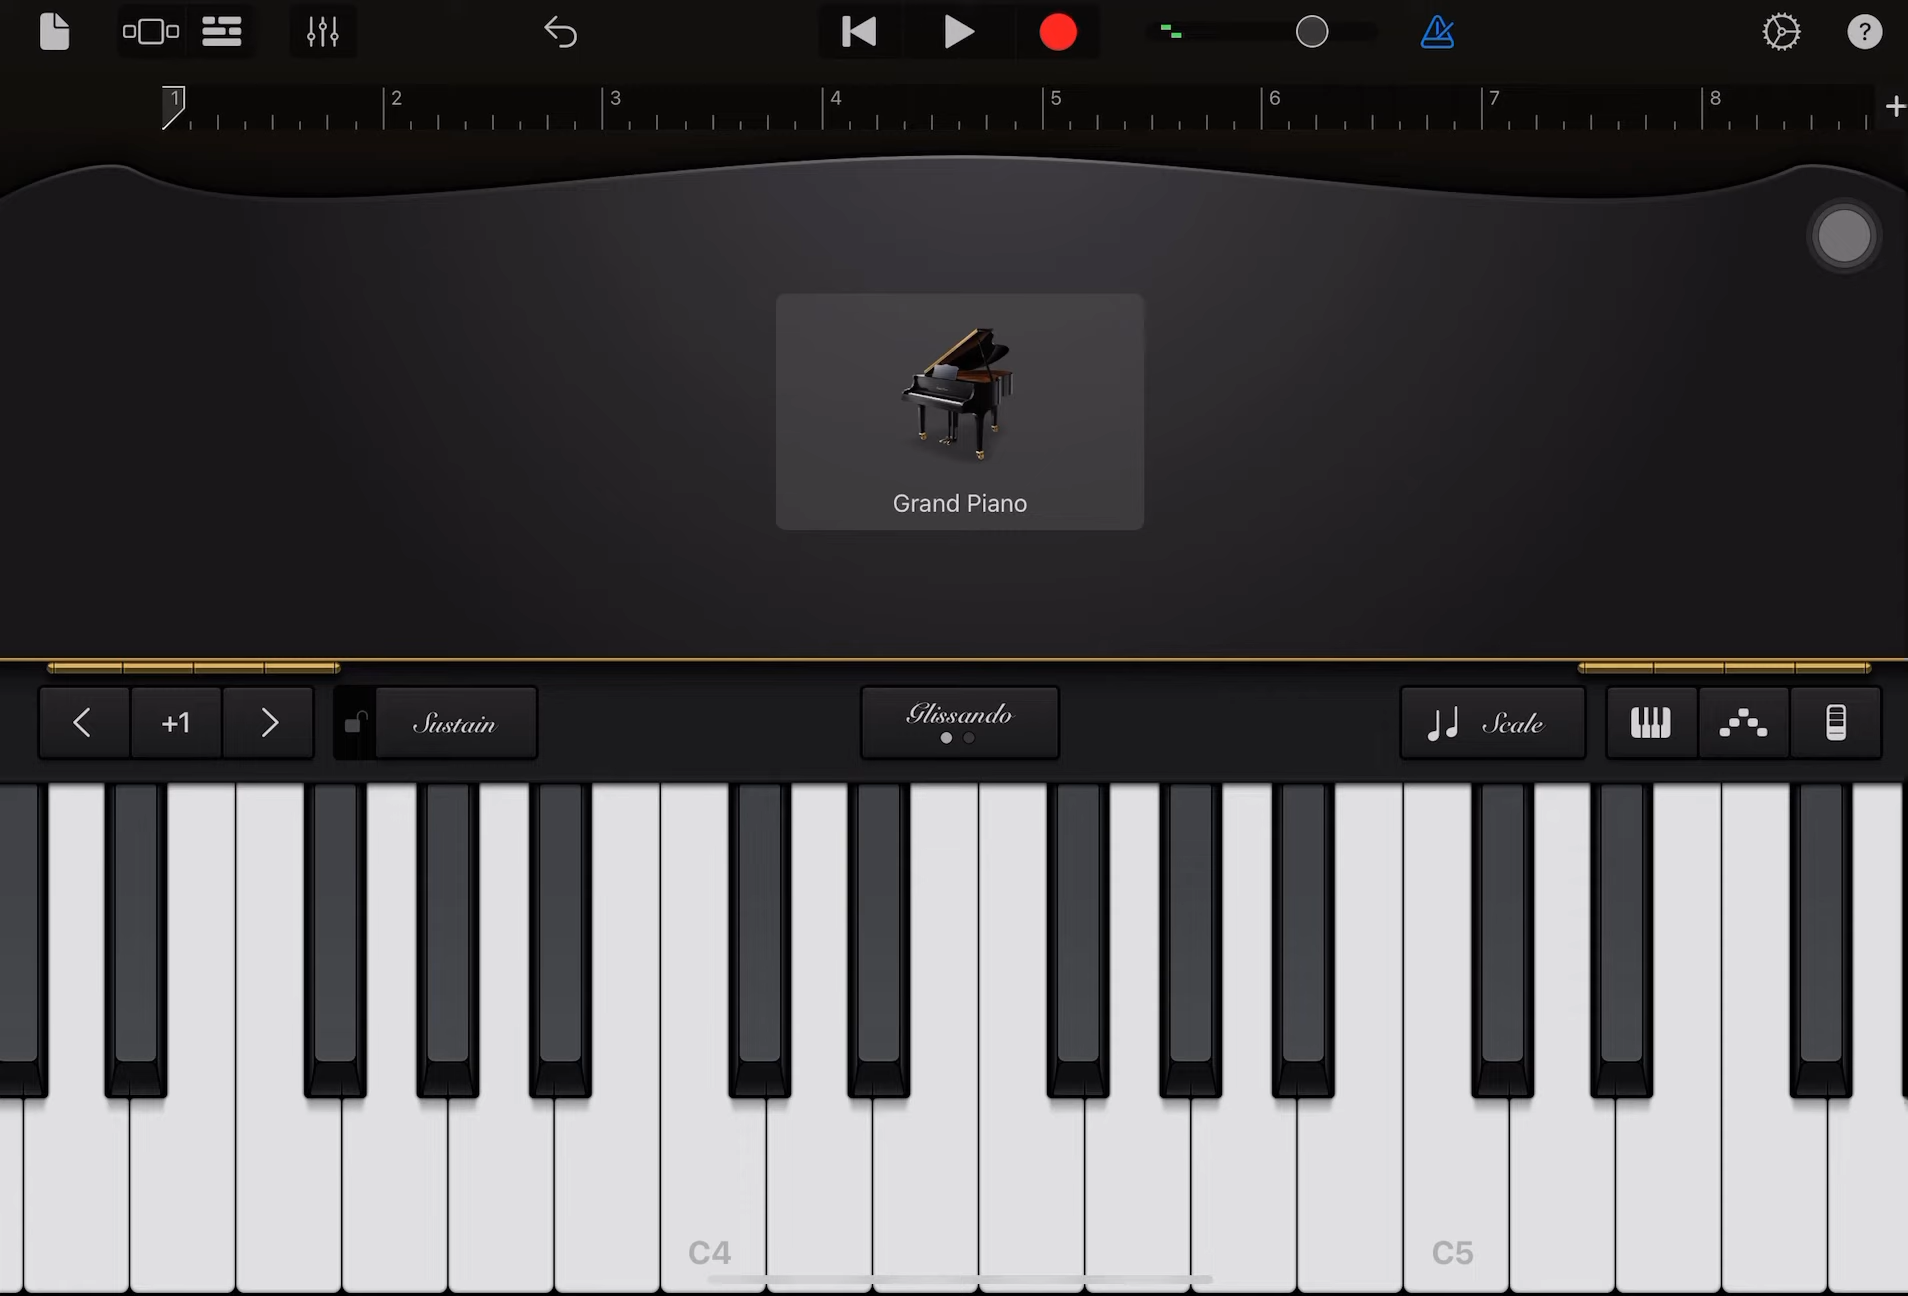 ?
1 2 3 4 5 6 7 8 +
Grand Piano
+1 Sustain Glissando Scale
C4 C5